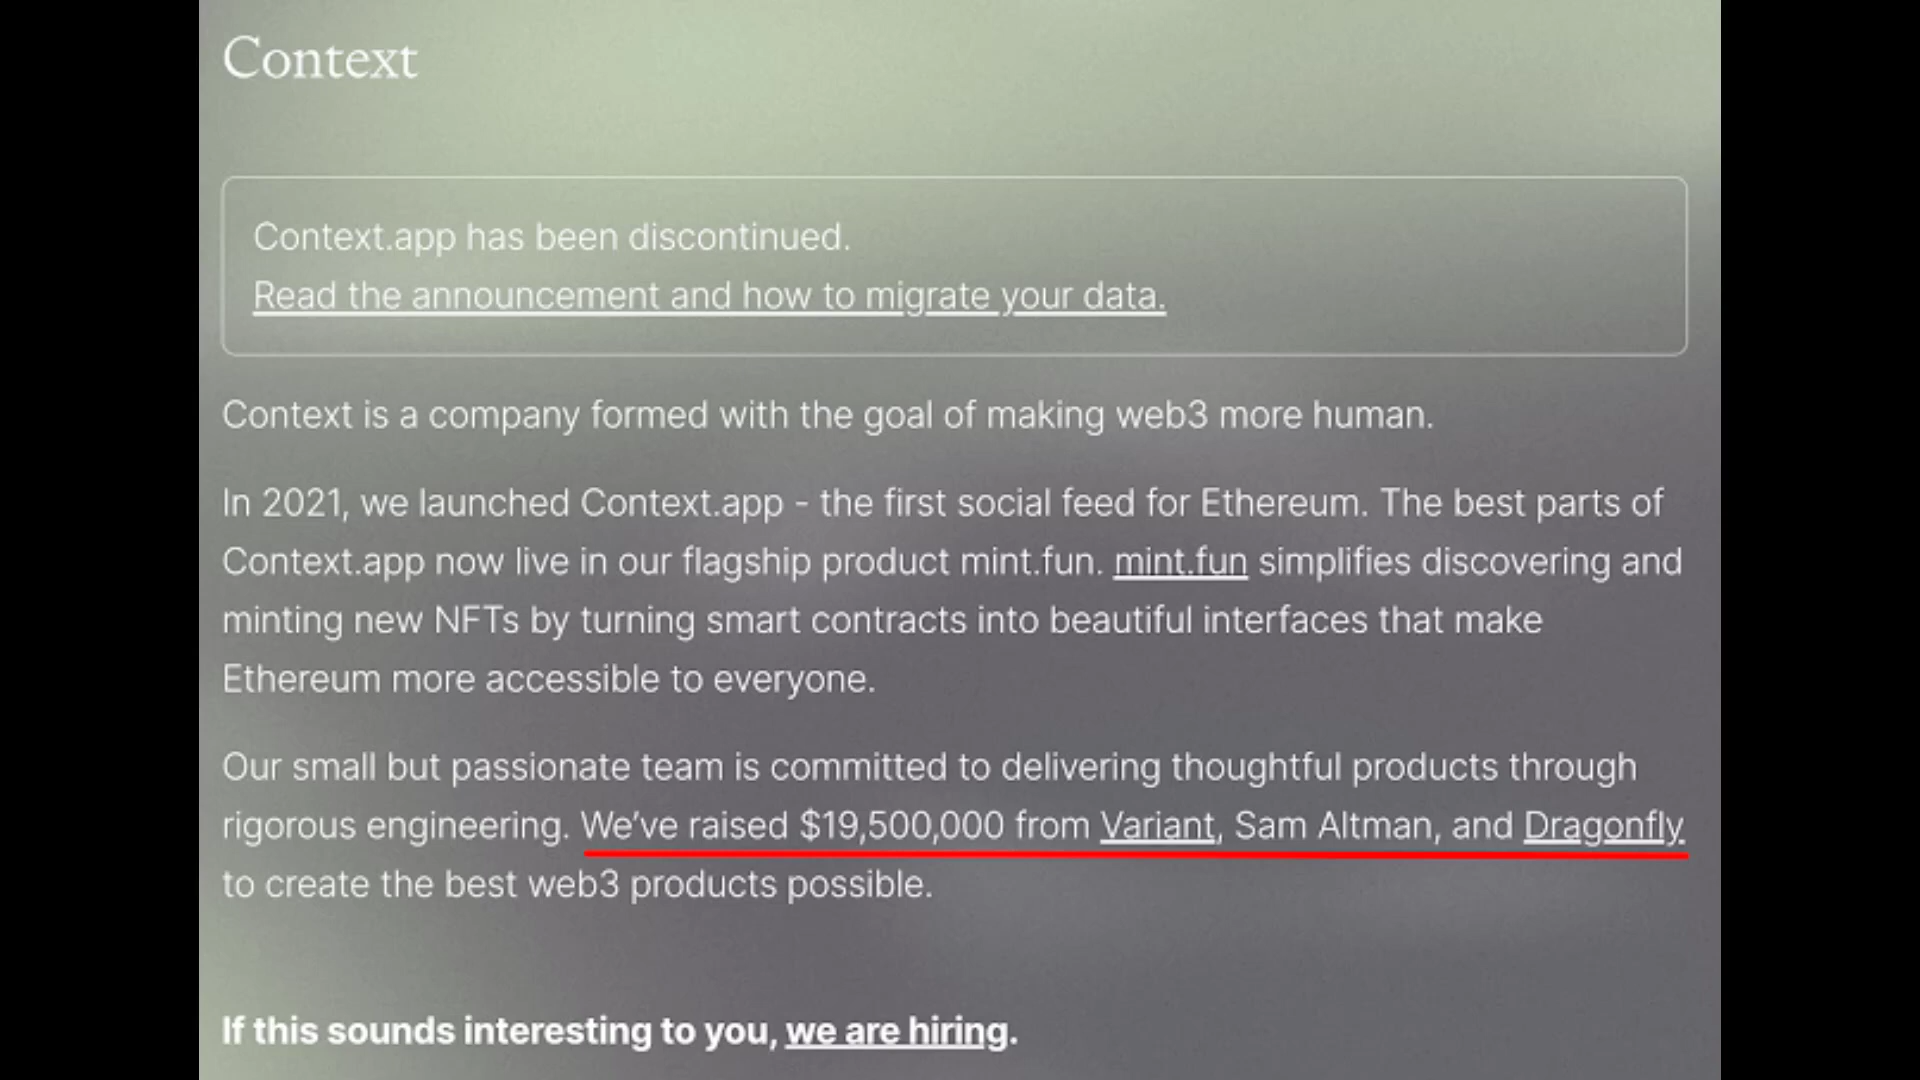 Context
Context.app has been discontinued.
Read the announcement and how to migrate your data.
Context is a company formed with the goal of making web3 more human.
In 2021, we launched Context.app - the first social feed for Ethereum. The best parts of
Context.app now live in our flagship product mint.fun. mint.fun simplifies discovering and
minting new NFTs by turning smart contracts into beautiful interfaces that make
Ethereum more accessible to everyone.
Our small but passionate team is committed to delivering thoughtful products through
rigorous engineering. We’ve raised $19,500,000 from Variant, Sam Altman, and Dragonfly
to create the best web3 products possible.
If this sounds interesting to you, we are hiring.